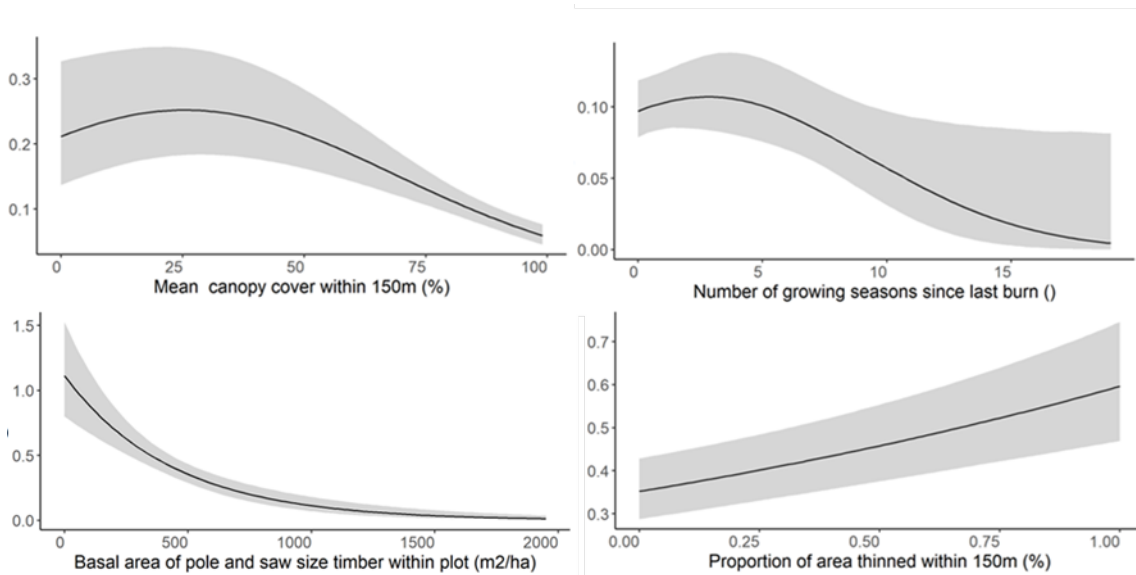 0.3
0.2
0.1
0 25 50 75 100
Mean canopy cover within 150m (%)
0.10
0.05
0.00
0 5 10 15
Number of growing seasons since last burn ()
1.5
1.0
0.5
0.0
0 500 1000 1500 2000
Basal area of pole and saw size timber within plot (m2/ha)
0.7
0.6
0.5
0.4
0.3
0.00 0.25 0.50 0.75 1.00
Proportion of area thinned within 150m (%)